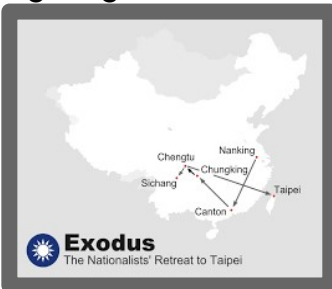 Nanking
Chengtu
Chungking
Sichang
Taipei
Canton
Exodus
The Nationalists' Retreat to Taipei